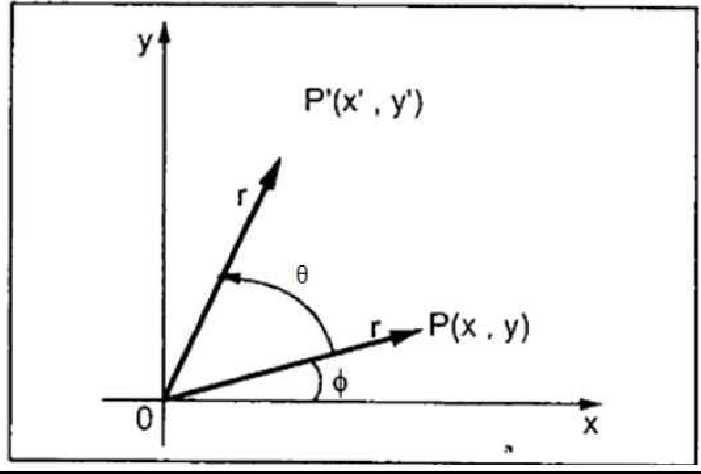 y
P'(x' , y')
r
θ
r
P(x , y)
ϕ
0
x